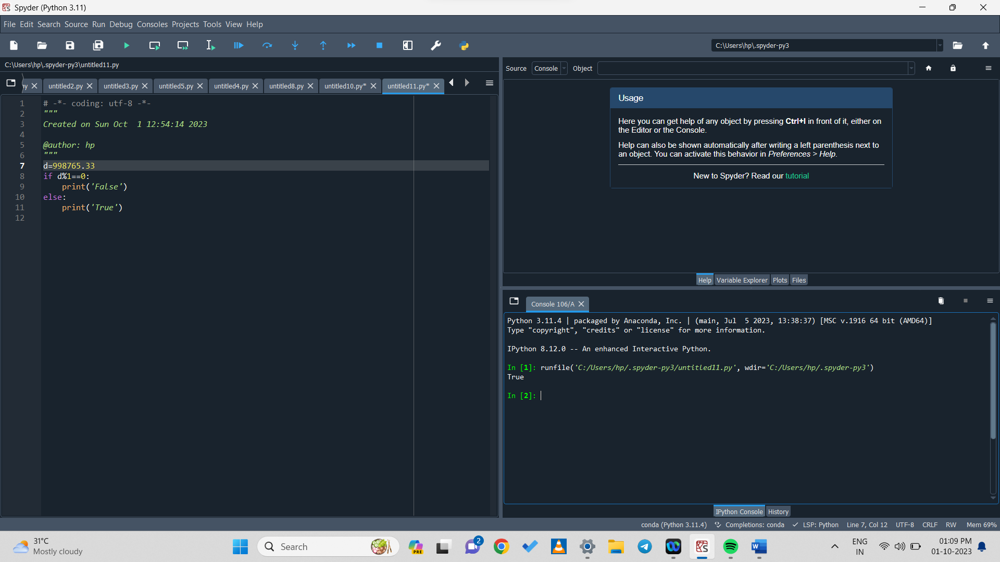 Spyder (Python 3.11)
File Edit Search Source Run Debug Consoles Projects Tools View Help
C:\Users\hp\.spyder-py3
C:\Users\hp\.spyder-py3\untitled11.py
untitled2.py untitled3.py untitled5.py untitled4.py untitled8.py untitled10.py* untitled11.py*
1 # -*- coding: utf-8 -*-
2 """
3 Created on Sun Oct  1 12:54:14 2023
4
5 @author: hp
6 """
7 d=998765.33
8 if d%1==0:
9     print('False')
10 else:
11     print('True')
12
Source Console Object
Usage
Here you can get help of any object by pressing Ctrl+I in front of it, either on
the Editor or the Console.
Help can also be shown automatically after writing a left parenthesis next to
an object. You can activate this behavior in Preferences > Help.
New to Spyder? Read our tutorial
Help Variable Explorer Plots Files
Console 106/A
Python 3.11.4 | packaged by Anaconda, Inc. | (main, Jul  5 2023, 13:38:37) [MSC v.1916 64 bit (AMD64)]
Type "copyright", "credits" or "license" for more information.
IPython 8.12.0 -- An enhanced Interactive Python.
In [1]: runfile('C:/Users/hp/.spyder-py3/untitled11.py', wdir='C:/Users/hp/.spyder-py3')
True
In [2]:
IPython Console History
conda (Python 3.11.4) Completions: conda LSP: Python Line 7, Col 12 UTF-8 CRLF RW Mem 69%
31°C
Mostly cloudy
Search
PRE
2
W
ENG
IN
01:09 PM
01-10-2023